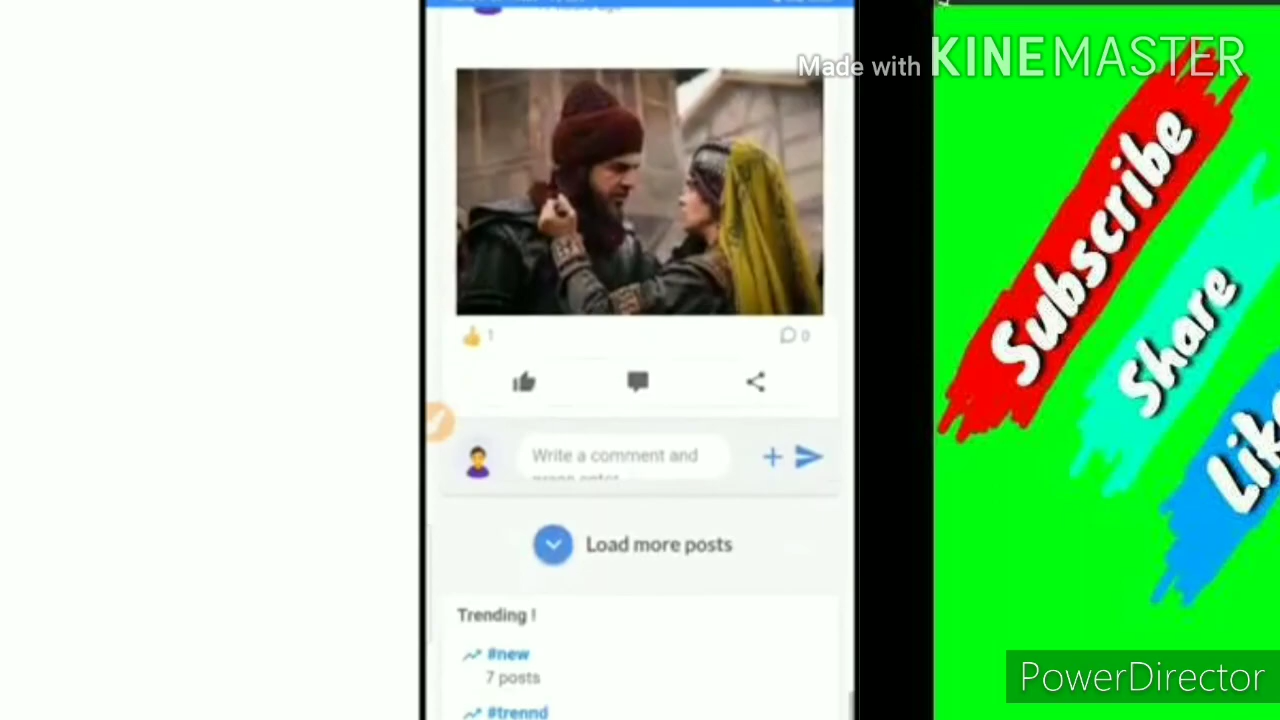 Made with KINEMASTER
1
0
Write a comment and
Load more posts
Trending !
#new
7 posts
#trennd
Subscribe
Share
PowerDirector